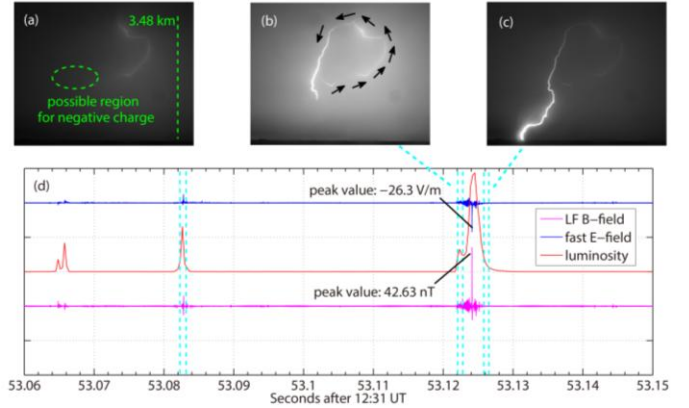 (a)
3.48 km
possible region
for negative charge
(b)
(c)
(d)
peak value: −26.3 V/m
peak value: 42.63 nT
LF B−field
fast E−field
luminosity
53.06 53.07 53.08 53.09 53.1 53.11 53.12 53.13 53.14 53.15
Seconds after 12:31 UT